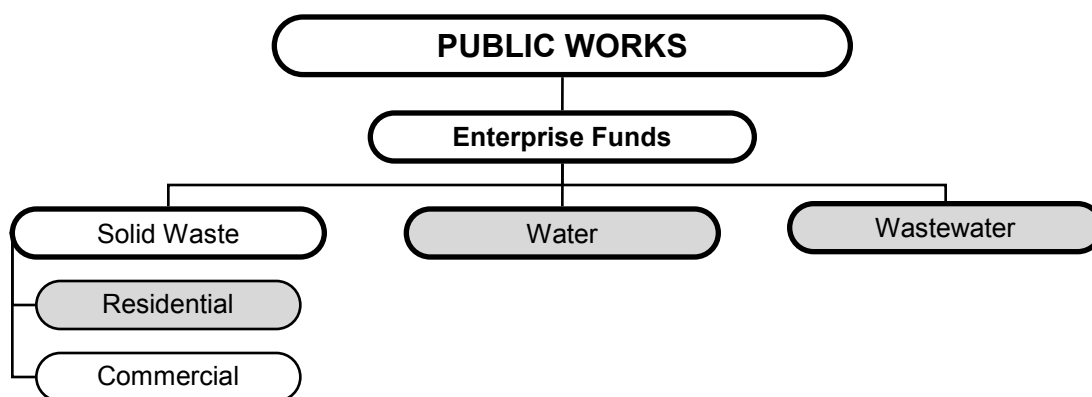 PUBLIC WORKS
Enterprise Funds
Solid Waste
Water
Wastewater
Residential
Commercial